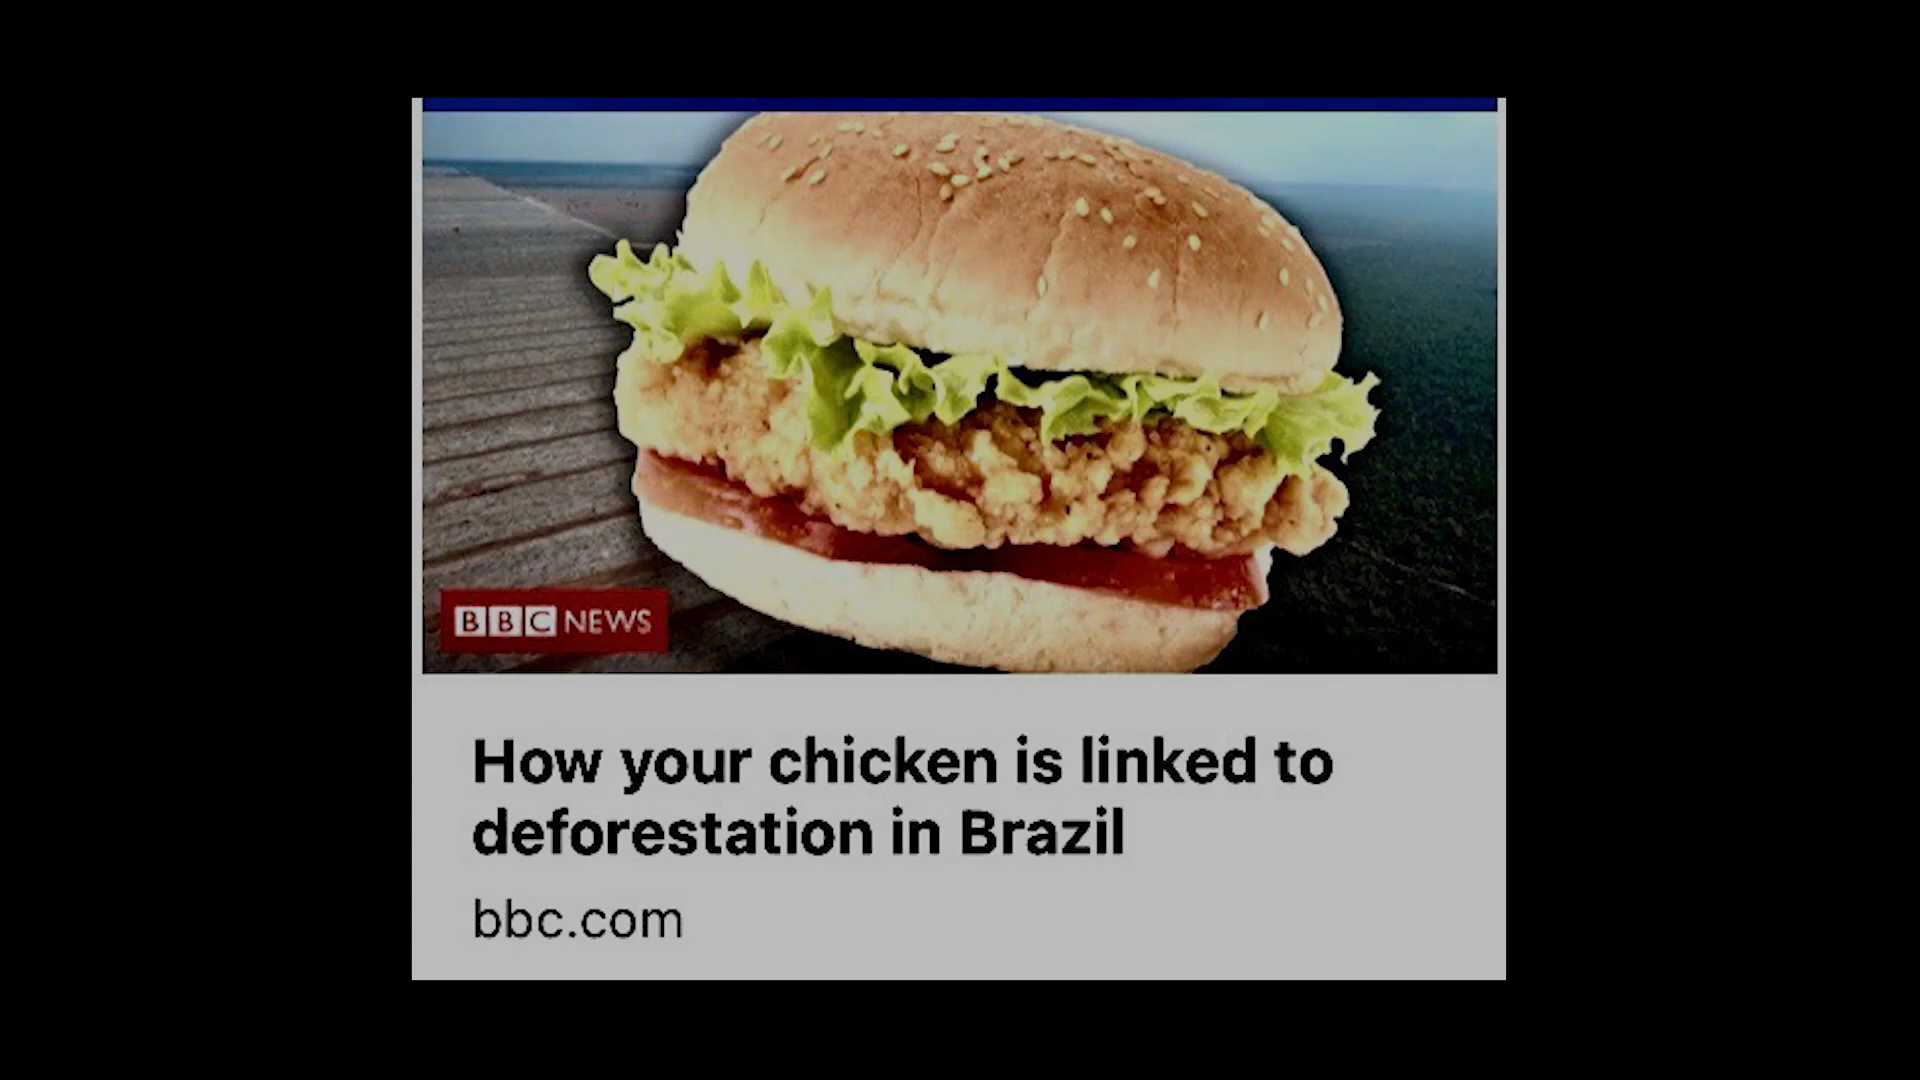 BBC NEWS
How your chicken is linked to
deforestation in Brazil
bbc.com